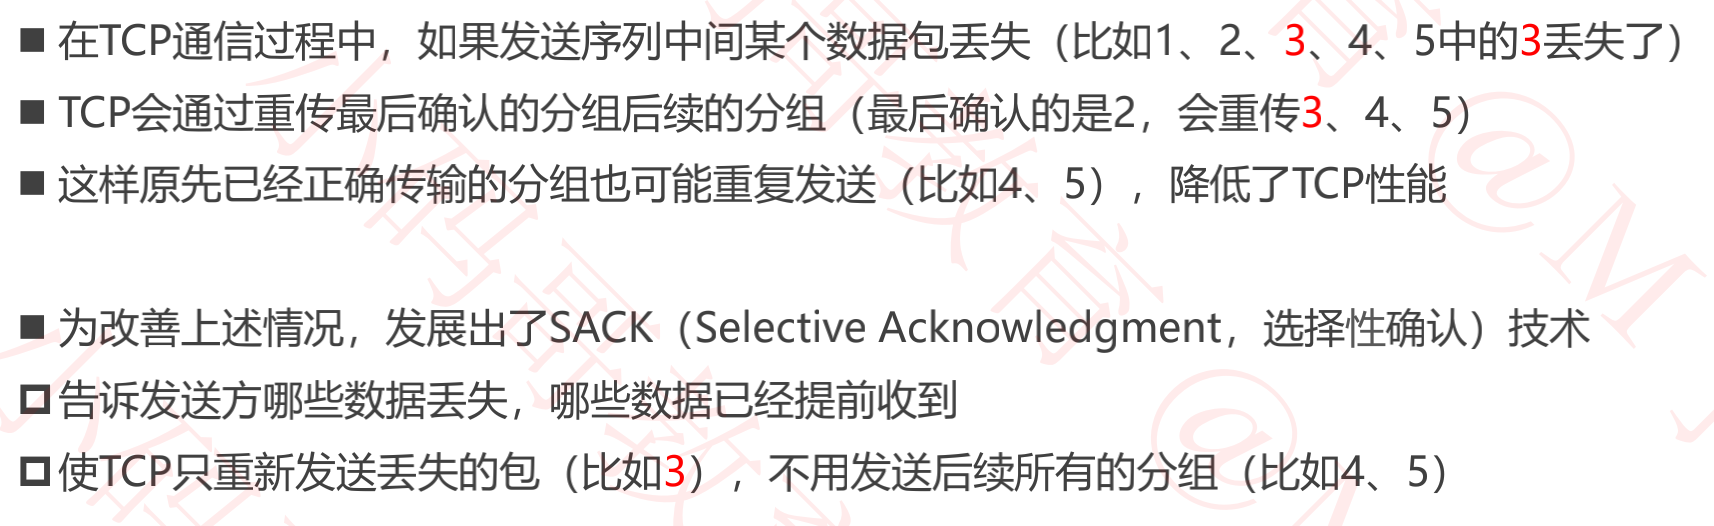 ■ 在TCP通信过程中，如果发送序列中间某个数据包丢失（比如1、2、3、4、5中的3丢失了）
■ TCP会通过重传最后确认的分组后续的分组（最后确认的是2，会重传3、4、5）
■ 这样原先已经正确传输的分组也可能重复发送（比如4、5），降低了TCP性能
■ 为改善上述情况，发展出了SACK（Selective Acknowledgment，选择性确认）技术
□ 告诉发送方哪些数据丢失，哪些数据已经提前收到
□ 使TCP只重新发送丢失的包（比如3），不用发送后续所有的分组（比如4、5）
小码哥教育 @M